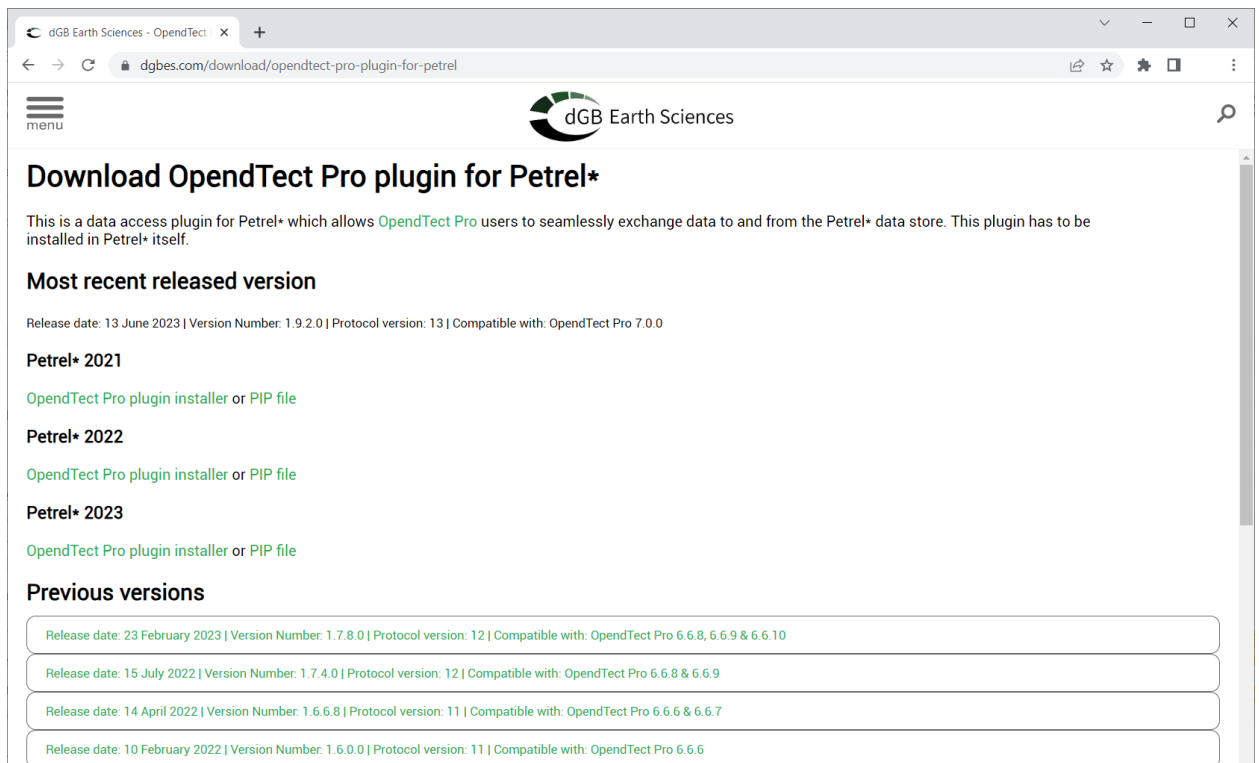 dGB Earth Sciences - OpendTect
dgbes.com/download/opendtect-pro-plugin-for-petrel
menu
dGB Earth Sciences
Download OpendTect Pro plugin for Petrel*
This is a data access plugin for Petrel* which allows OpendTect Pro users to seamlessly exchange data to and from the Petrel* data store. This plugin has to be
installed in Petrel* itself.
Most recent released version
Release date: 13 June 2023 | Version Number: 1.9.2.0 | Protocol version: 13 | Compatible with: OpendTect Pro 7.0.0
Petrel* 2021
OpendTect Pro plugin installer or PIP file
Petrel* 2022
OpendTect Pro plugin installer or PIP file
Petrel* 2023
OpendTect Pro plugin installer or PIP file
Previous versions
Release date: 23 February 2023 | Version Number: 1.7.8.0 | Protocol version: 12 | Compatible with: OpendTect Pro 6.6.8, 6.6.9 & 6.6.10
Release date: 15 July 2022 | Version Number: 1.7.4.0 | Protocol version: 12 | Compatible with: OpendTect Pro 6.6.8 & 6.6.9
Release date: 14 April 2022 | Version Number: 1.6.6.8 | Protocol version: 11 | Compatible with: OpendTect Pro 6.6.6 & 6.6.7
Release date: 10 February 2022 | Version Number: 1.6.0.0 | Protocol version: 11 | Compatible with: OpendTect Pro 6.6.6